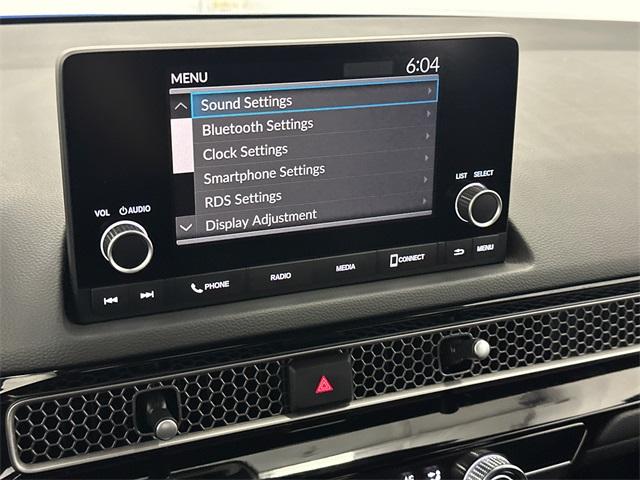 MENU 6:04
Sound Settings
Bluetooth Settings
Clock Settings
Smartphone Settings
RDS Settings
Display Adjustment
VOL AUDIO
LIST SELECT
PHONE RADIO MEDIA CONNECT MENU
A/C